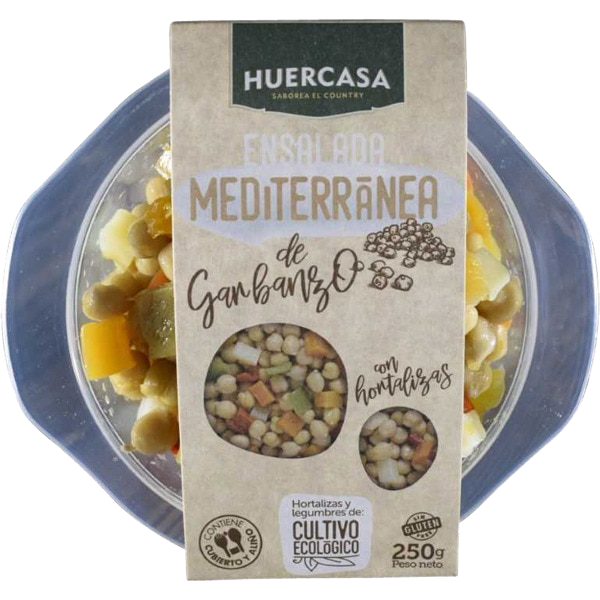 HUERCASA
SABOREA EL COUNTRY
ENSALADA
MEDITERRĀNEA
de
Garbanzo
con
hortalizas
Hortalizas y
legumbres de:
CULTIVO
ECOLÓGICO
CONTIENE
CUBIERTO Y ALIÑO
SIN
GLUTEN
FREE
250g
Peso neto